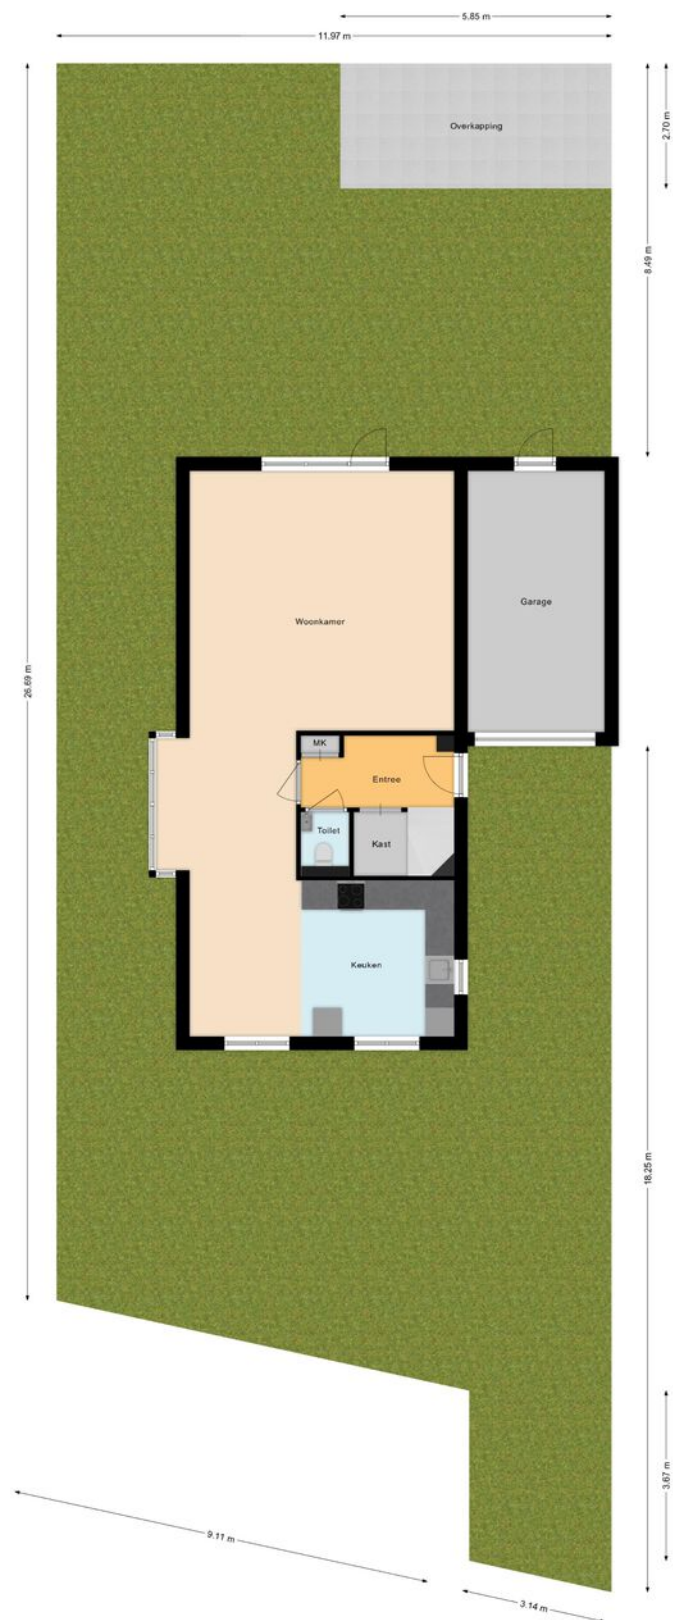 5.85 m
11.97 m
Overkapping
2.70 m
8.49 m
Garage
Woonkamer
26.69 m
MK
Entree
Toilet
Kast
Keuken
18.25 m
3.67 m
9.11 m
3.14 m